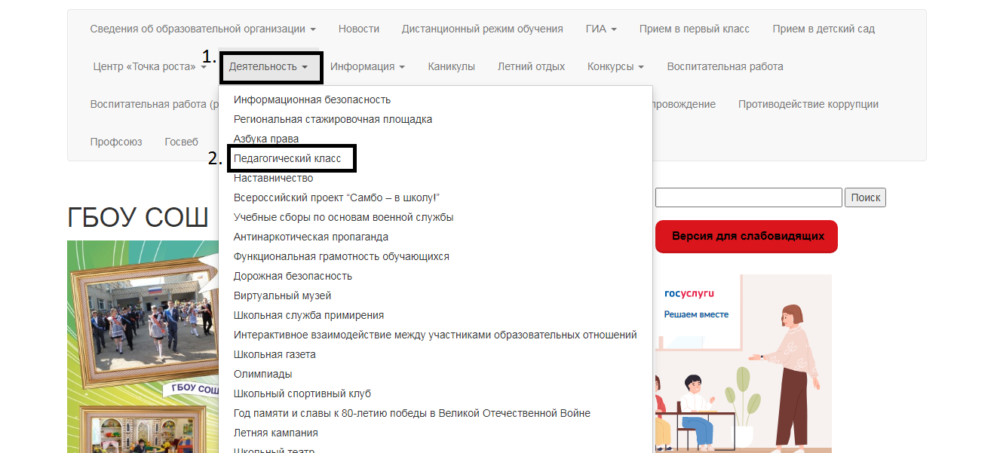 Сведения об образовательной организации Новости Дистанционный режим обучения ГИА Прием в первый класс Прием в детский сад
1.
Центр «Точка роста» Деятельность Информация Каникулы Летний отдых Конкурсы Воспитательная работа
Воспитательная работа (р провождение Противодействие коррупции
Профсоюз Госвеб
Информационная безопасность
Региональная стажировочная площадка
Азбука права
2. Педагогический класс
Наставничество
Всероссийский проект “Самбо – в школу!”
Учебные сборы по основам военной службы
Антинаркотическая пропаганда
Функциональная грамотность обучающихся
Дорожная безопасность
Виртуальный музей
Школьная служба примирения
Интерактивное взаимодействие между участниками образовательных отношений
Школьная газета
Олимпиады
Школьный спортивный клуб
Год памяти и славы к 80-летию победы в Великой Отечественной Войне
Летняя кампания
Школьный театр
ГБОУ СОШ
ГБОУ СОШ
Поиск
Версия для слабовидящих
госуслуги
Решаем вместе